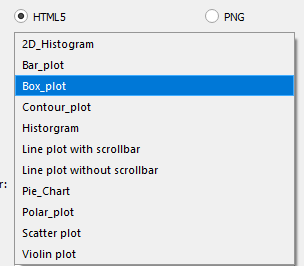 HTML5 PNG
2D_Histogram
Bar_plot
Box_plot
Contour_plot
Historgram
Line plot with scrollbar
Line plot without scrollbar
r:
Pie_Chart
Polar_plot
Scatter plot
Violin plot